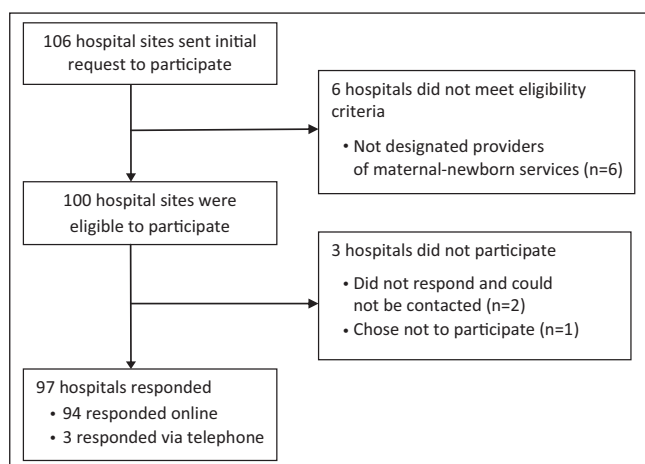 106 hospital sites sent initial
request to participate
6 hospitals did not meet eligibility
criteria
• Not designated providers
of maternal-newborn services (n=6)
100 hospital sites were
eligible to participate
3 hospitals did not participate
• Did not respond and could
not be contacted (n=2)
• Chose not to participate (n=1)
97 hospitals responded
• 94 responded online
• 3 responded via telephone